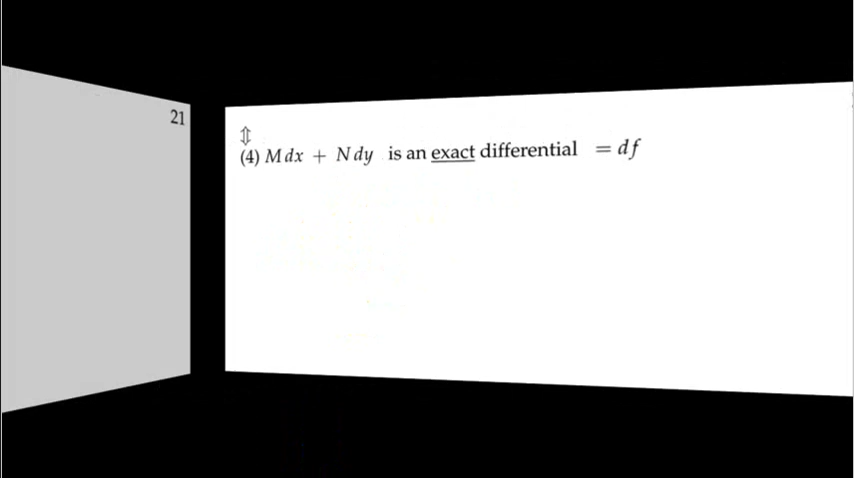 21
⇕
(4) M dx + N dy is an exact differential = df